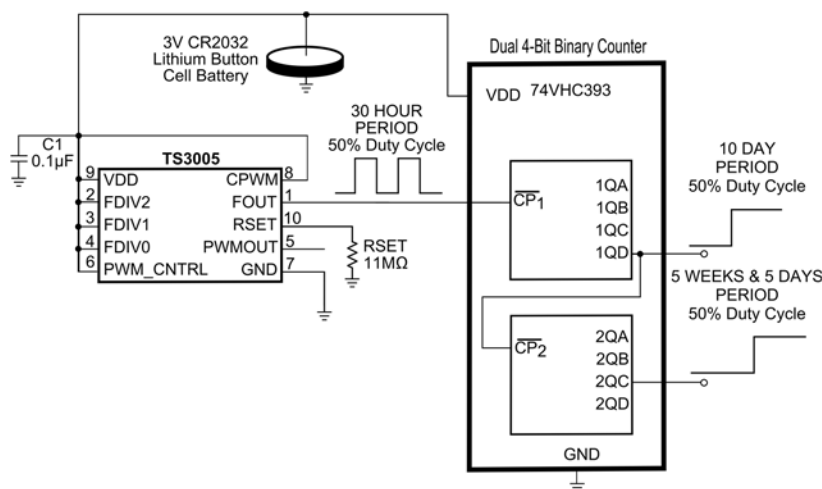 3V CR2032
Lithium Button
Cell Battery
Dual 4-Bit Binary Counter
VDD 74VHC393
C1
0.1µF
TS3005
9 VDD
2 FDIV2
3 FDIV1
4 FDIV0
6 PWM_CNTRL
CPWM 8
FOUT 1
RSET 10
PWMOUT 5
GND 7
RSET
11MΩ
30 HOUR
PERIOD
50% Duty Cycle
CP1
1QA
1QB
1QC
1QD
10 DAY
PERIOD
50% Duty Cycle
5 WEEKS & 5 DAYS
PERIOD
50% Duty Cycle
CP2
2QA
2QB
2QC
2QD
GND